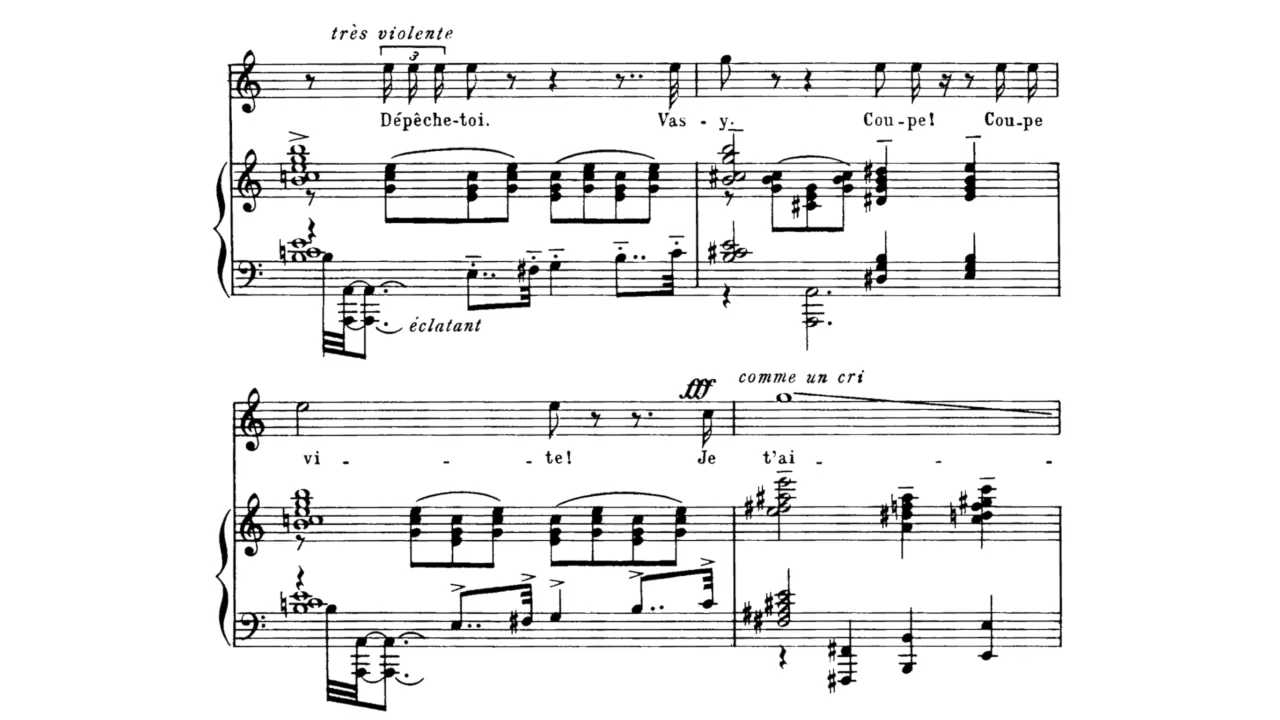 très violente
3
Dépêche-toi. Vas - y. Cou-pe! Cou-pe
éclatant
fff comme un cri
vi - - - te! Je t'ai - - -